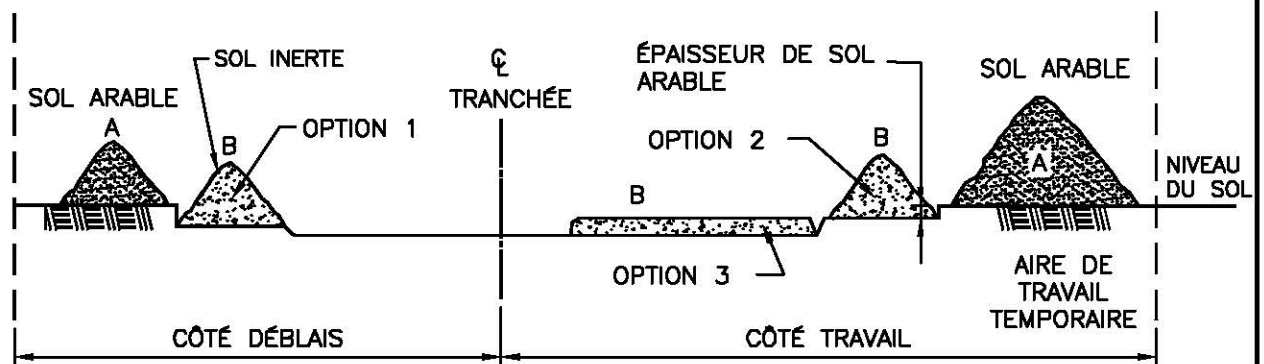 SOL INERTE
SOL ARABLE
A
B
OPTION 1
℄
TRANCHÉE
ÉPAISSEUR DE SOL
ARABLE
OPTION 2
B
B
OPTION 3
SOL ARABLE
A
NIVEAU
DU SOL
AIRE DE
TRAVAIL
TEMPORAIRE
CÔTÉ DÉBLAIS
CÔTÉ TRAVAIL